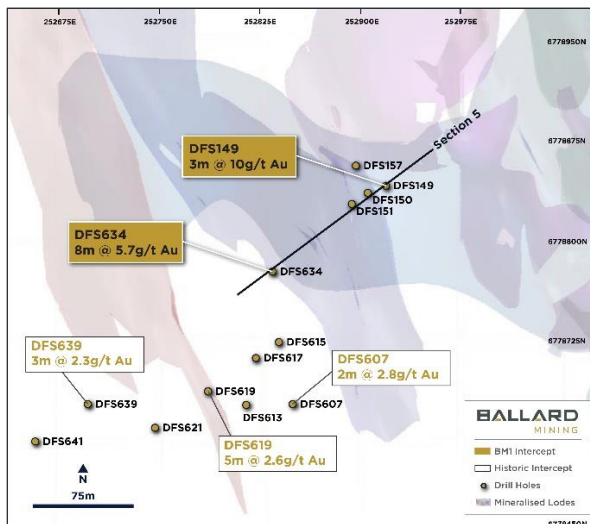 252675E
252750E
252825E
252900E
252975E
6778950N
Section 5
DFS149
3m @ 10g/t Au
DFS157
6778875N
DFS149
DFS150
DFS151
DFS634
8m @ 5.7g/t Au
6778800N
DFS634
DFS639
3m @ 2.3g/t Au
DFS615
DFS617
DFS607
2m @ 2.8g/t Au
6778725N
DFS619
DFS639
DFS613
DFS607
DFS621
DFS641
DFS619
5m @ 2.6g/t Au
N
75m
BALLARD
MINING
BM1 Intercept
Historic Intercept
Drill Holes
Mineralised Lodes